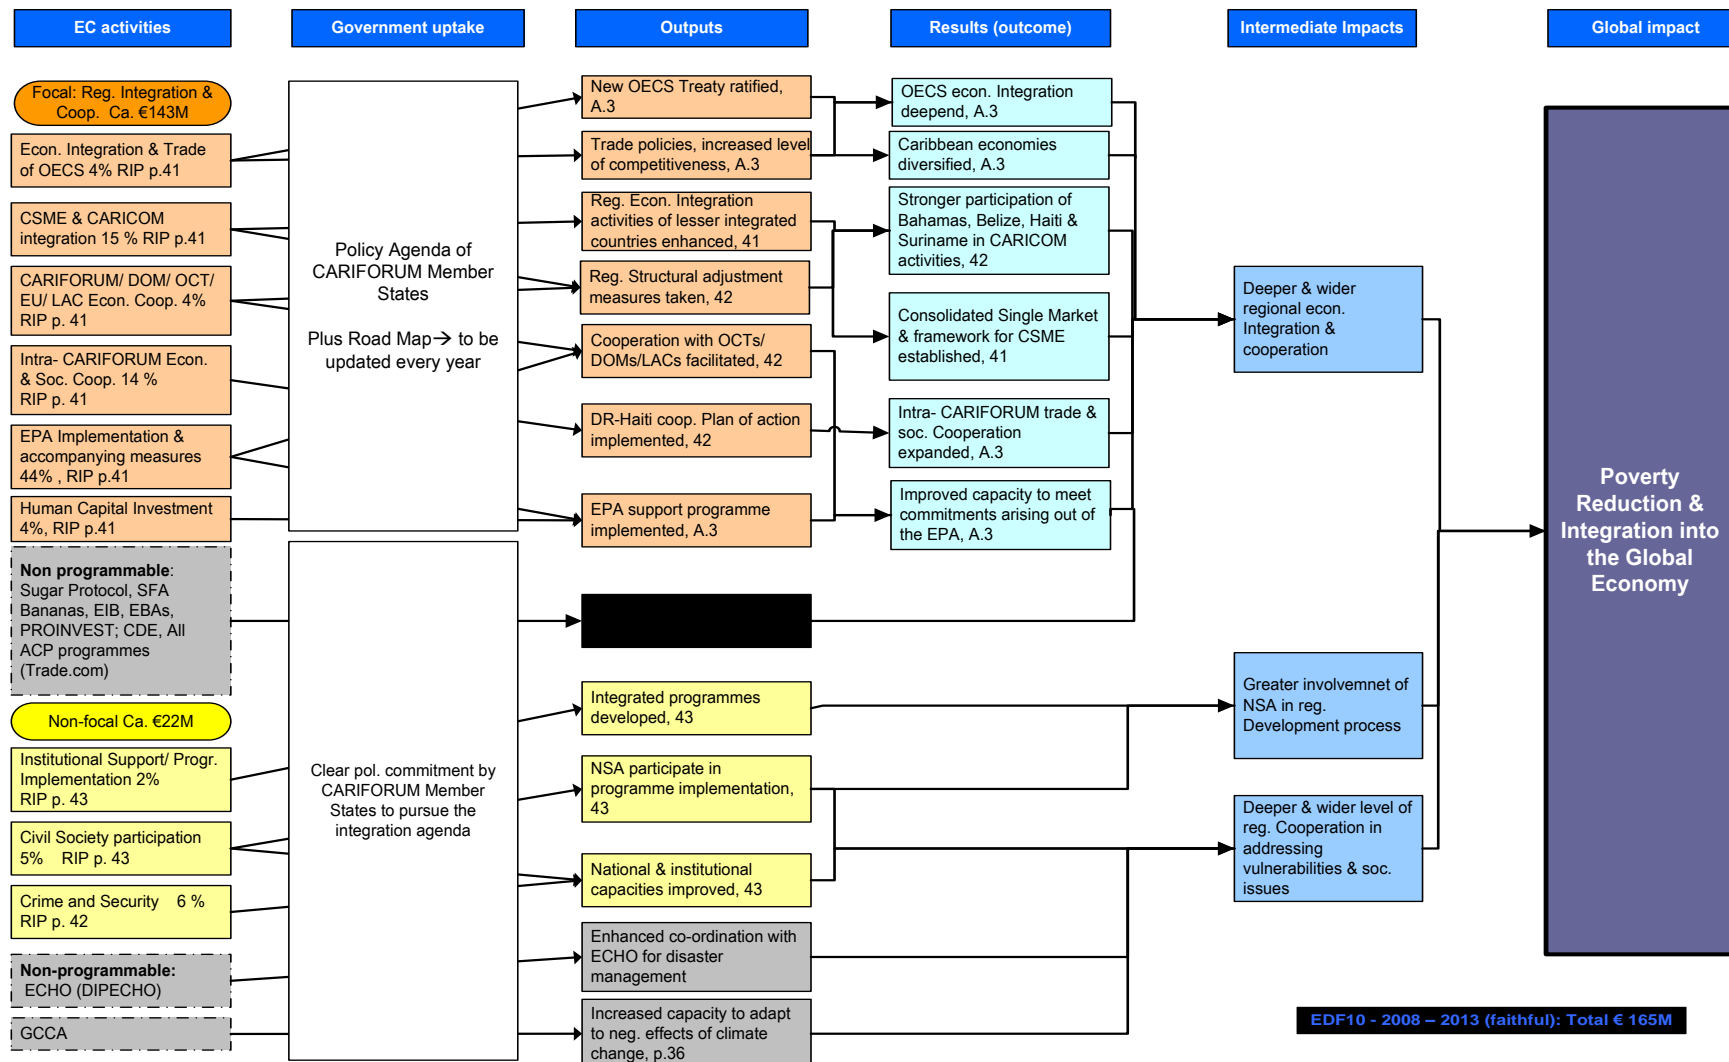 EC activities
Government uptake
Outputs
Results (outcome)
Intermediate Impacts
Global impact
Focal: Reg. Integration &
Coop. Ca. €143M
Econ. Integration & Trade
of OECS 4% RIP p.41
CSME & CARICOM
integration 15 % RIP p.41
CARIFORUM/ DOM/ OCT/
EU/ LAC Econ. Coop. 4%
RIP p. 41
Intra- CARIFORUM Econ.
& Soc. Coop. 14 %
RIP p. 41
EPA Implementation &
accompanying measures
44% , RIP p.41
Human Capital Investment
4%, RIP p.41
Non programmable:
Sugar Protocol, SFA
Bananas, EIB, EBAs,
PROINVEST; CDE, All
ACP programmes
(Trade.com)
Non-focal Ca. €22M
Institutional Support/ Progr.
Implementation 2%
RIP p. 43
Civil Society participation
5% RIP p. 43
Crime and Security 6 %
RIP p. 42
Non-programmable:
ECHO (DIPECHO)
GCCA
Policy Agenda of
CARIFORUM Member
States
Plus Road Map→ to be
updated every year
Clear pol. commitment by
CARIFORUM Member
States to pursue the
integration agenda
New OECS Treaty ratified,
A.3
Trade policies, increased level
of competitiveness, A.3
Reg. Econ. Integration
activities of lesser integrated
countries enhanced, 41
Reg. Structural adjustment
measures taken, 42
Cooperation with OCTs/
DOMs/LACs facilitated, 42
DR-Haiti coop. Plan of action
implemented, 42
EPA support programme
implemented, A.3
Integrated programmes
developed, 43
NSA participate in
programme implementation,
43
National & institutional
capacities improved, 43
Enhanced co-ordination with
ECHO for disaster
management
Increased capacity to adapt
to neg. effects of climate
change, p.36
OECS econ. Integration
deepend, A.3
Caribbean economies
diversified, A.3
Stronger participation of
Bahamas, Belize, Haiti &
Suriname in CARICOM
activities, 42
Consolidated Single Market
& framework for CSME
established, 41
Intra- CARIFORUM trade &
soc. Cooperation
expanded, A.3
Improved capacity to meet
commitments arising out of
the EPA, A.3
Deeper & wider
regional econ.
Integration &
cooperation
Greater involvemnet of
NSA in reg.
Development process
Deeper & wider level of
reg. Cooperation in
addressing
vulnerabilities & soc.
issues
Poverty
Reduction &
Integration into
the Global
Economy
EDF10 - 2008 – 2013 (faithful): Total € 165M